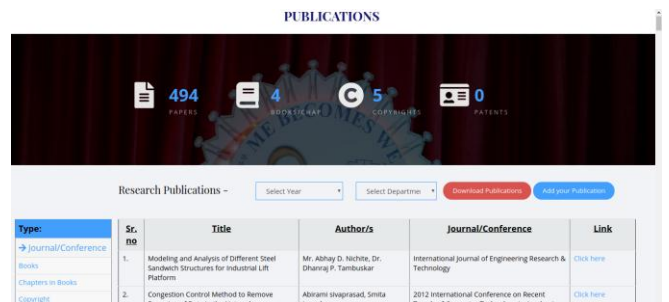 PUBLICATIONS
494
PAPERS
4
BOOKS/CHAP
5
COPYRIGHTS
0
PATENTS
ME BECOMES WE
Research Publications -
Select Year
Select Departmen
Download Publications
Add your Publication
Type:
→ Journal/Conference
Books
Chapters in Books
Copyright
Sr. no
Title
Author/s
Journal/Conference
Link
1.
Modeling and Analysis of Different Steel
Sandwich Structures for Industrial Lift
Platform
Mr. Abhay D. Nichite, Dr.
Dhanraj P. Tambuskar
International Journal of Engineering Research &
Technology
Click here
2.
Congestion Control Method to Remove
Abirami sivaprasad, Smita
2012 International Conference on Recent
Click here